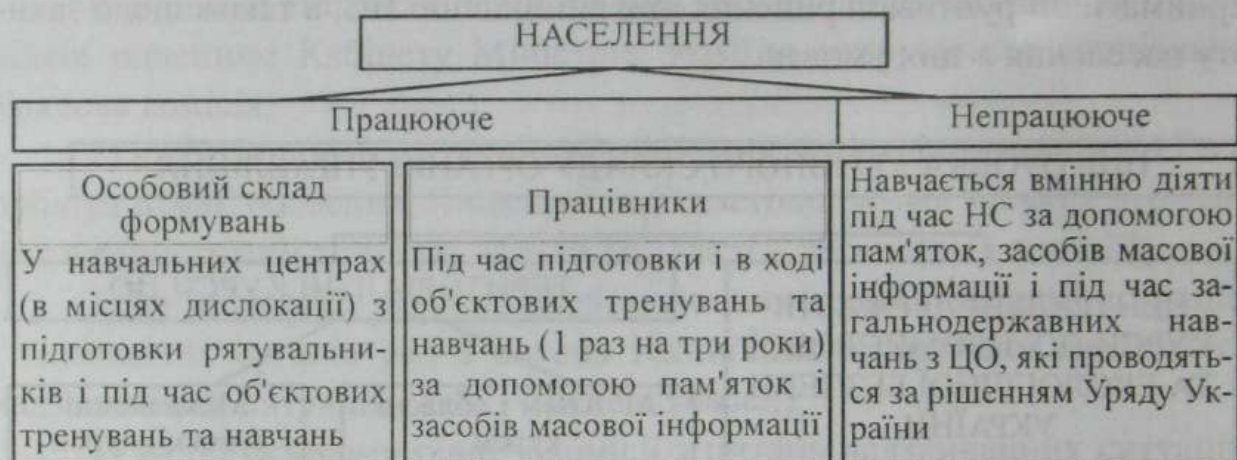 НАСЕЛЕННЯ
Працююче
Непрацююче
Особовий склад
формувань
У навчальних центрах
(в місцях дислокації) з
підготовки рятувальни-
ків і під час об'єктових
тренувань та навчань
Працівники
Під час підготовки і в ході
об'єктових тренувань та
навчань (1 раз на три роки)
за допомогою пам'яток і
засобів масової інформації
Навчається вмінню діяти
під час НС за допомогою
пам'яток, засобів масової
інформації і під час за-
гальнодержавних нав-
чань з ЦО, які проводять-
ся за рішенням Уряду Ук-
раїни